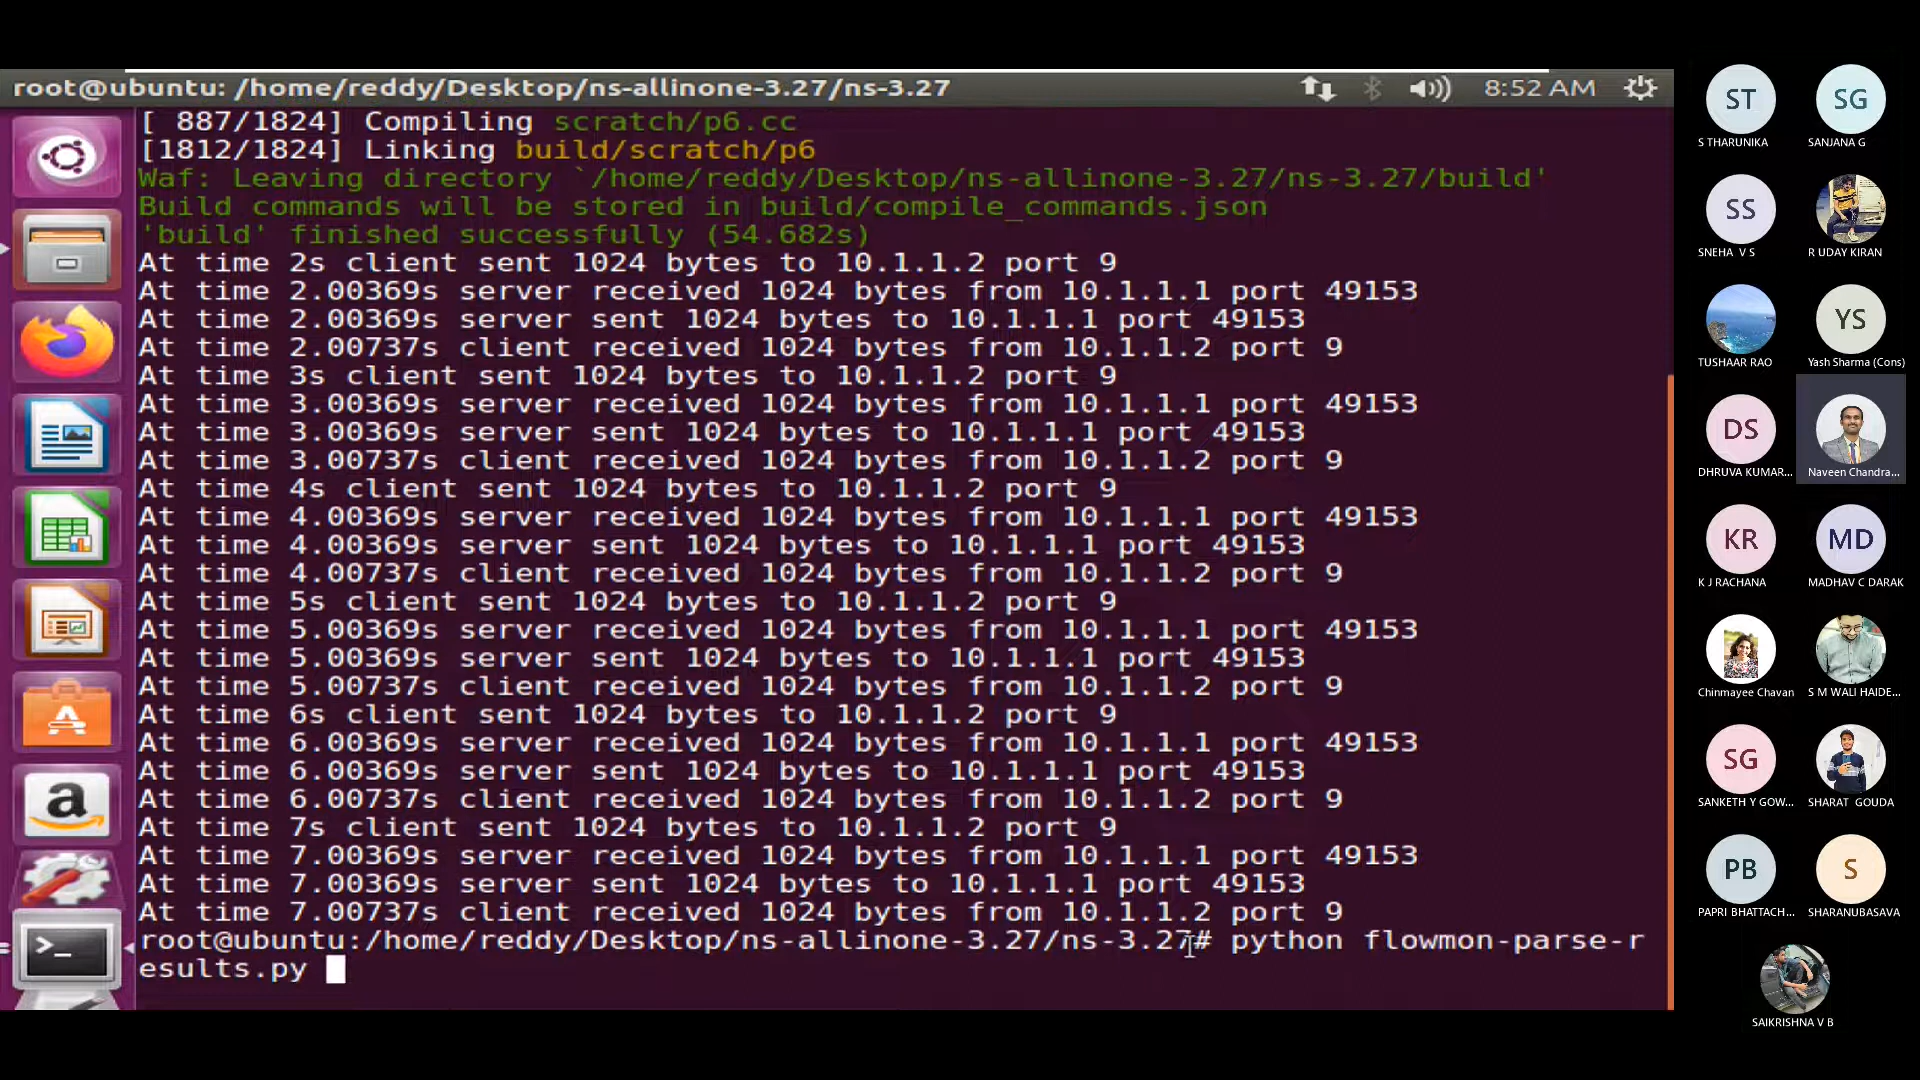 root@ubuntu: /home/reddy/Desktop/ns-allinone-3.27/ns-3.27
8:52 AM
[ 887/1824] Compiling scratch/p6.cc
[1812/1824] Linking build/scratch/p6
Waf: Leaving directory `/home/reddy/Desktop/ns-allinone-3.27/ns-3.27/build'
Build commands will be stored in build/compile_commands.json
'build' finished successfully (54.682s)
At time 2s client sent 1024 bytes to 10.1.1.2 port 9
At time 2.00369s server received 1024 bytes from 10.1.1.1 port 49153
At time 2.00369s server sent 1024 bytes to 10.1.1.1 port 49153
At time 2.00737s client received 1024 bytes from 10.1.1.2 port 9
At time 3s client sent 1024 bytes to 10.1.1.2 port 9
At time 3.00369s server received 1024 bytes from 10.1.1.1 port 49153
At time 3.00369s server sent 1024 bytes to 10.1.1.1 port 49153
At time 3.00737s client received 1024 bytes from 10.1.1.2 port 9
At time 4s client sent 1024 bytes to 10.1.1.2 port 9
At time 4.00369s server received 1024 bytes from 10.1.1.1 port 49153
At time 4.00369s server sent 1024 bytes to 10.1.1.1 port 49153
At time 4.00737s client received 1024 bytes from 10.1.1.2 port 9
At time 5s client sent 1024 bytes to 10.1.1.2 port 9
At time 5.00369s server received 1024 bytes from 10.1.1.1 port 49153
At time 5.00369s server sent 1024 bytes to 10.1.1.1 port 49153
At time 5.00737s client received 1024 bytes from 10.1.1.2 port 9
At time 6s client sent 1024 bytes to 10.1.1.2 port 9
At time 6.00369s server received 1024 bytes from 10.1.1.1 port 49153
At time 6.00369s server sent 1024 bytes to 10.1.1.1 port 49153
At time 6.00737s client received 1024 bytes from 10.1.1.2 port 9
At time 7s client sent 1024 bytes to 10.1.1.2 port 9
At time 7.00369s server received 1024 bytes from 10.1.1.1 port 49153
At time 7.00369s server sent 1024 bytes to 10.1.1.1 port 49153
At time 7.00737s client received 1024 bytes from 10.1.1.2 port 9
root@ubuntu:/home/reddy/Desktop/ns-allinone-3.27/ns-3.27# python flowmon-parse-r
esults.py
ST SG
S THARUNIKA SANJANA G
SS
SNEHA V S R UDAY KIRAN
YS
TUSHAAR RAO Yash Sharma (Cons)
DS
DHRUVA KUMAR... Naveen Chandra...
KR MD
K J RACHANA MADHAV C DARAK
Chinmayee Chavan S M WALI HAIDE...
SG
SANKETH Y GOW... SHARAT GOUDA
PB S
PAPRI BHATTACH... SHARANUBASAVA
SAIKRISHNA V B